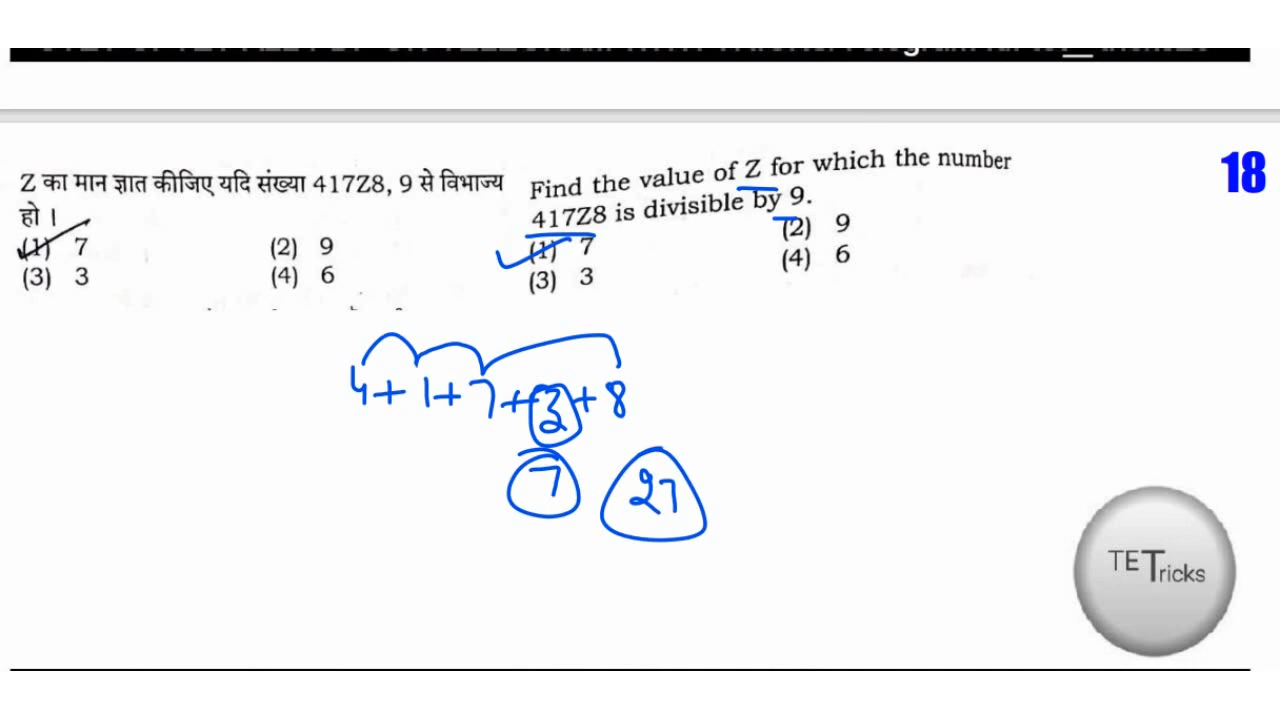 Z का मान ज्ञात कीजिए यदि संख्या 417Z8, 9 से विभाज्य
हो ।
(1) 7 (2) 9
(3) 3 (4) 6
Find the value of Z for which the number
417Z8 is divisible by 9.
(1) 7 (2) 9
(3) 3 (4) 6
18
4+1+7+Z+8
7 27
TETricks